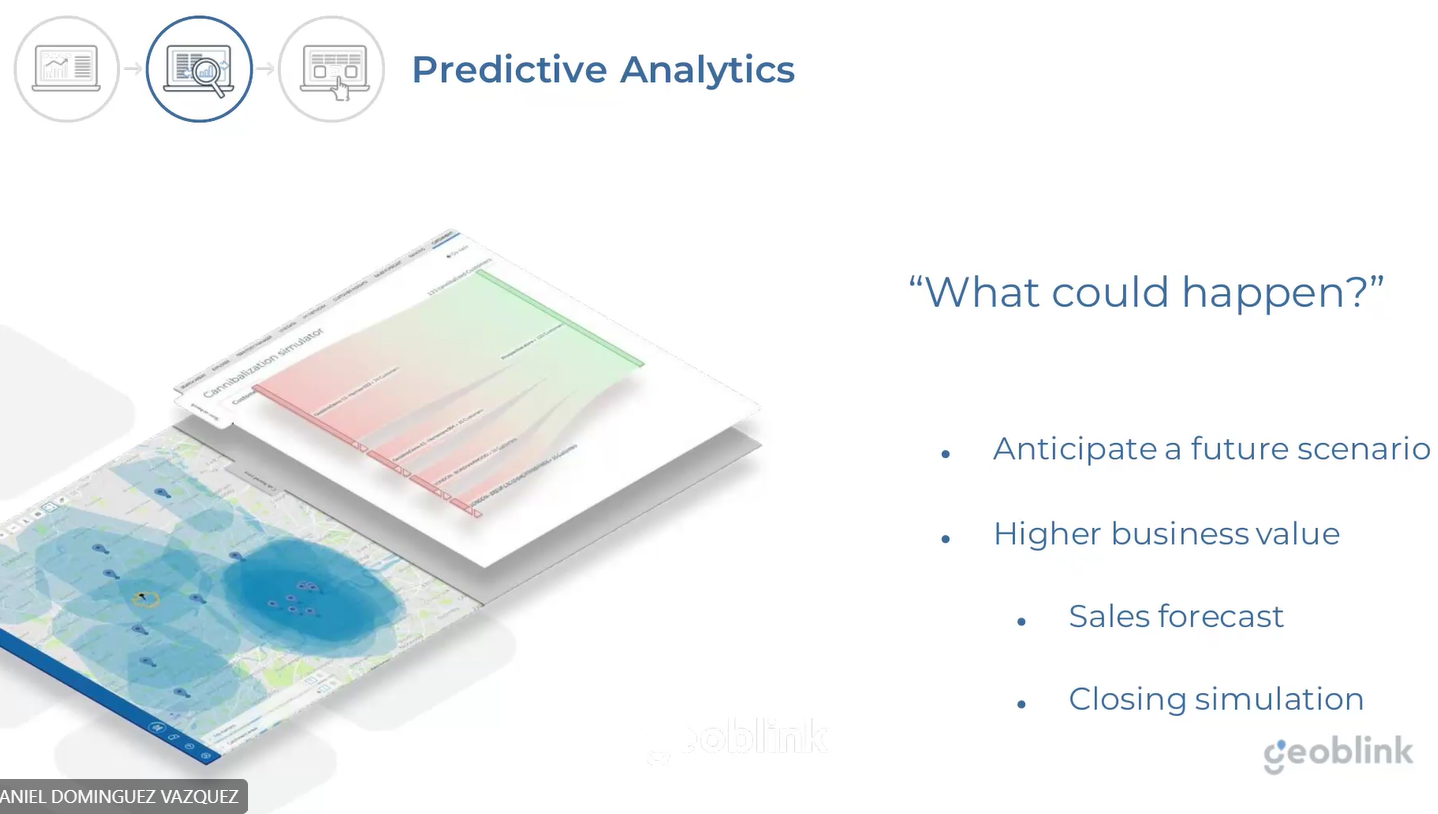 Predictive Analytics
“What could happen?”
Cannibalization simulator
• Anticipate a future scenario
• Higher business value
• Sales forecast
• Closing simulation
geoblink
geoblink
ANIEL DOMINGUEZ VAZQUEZ